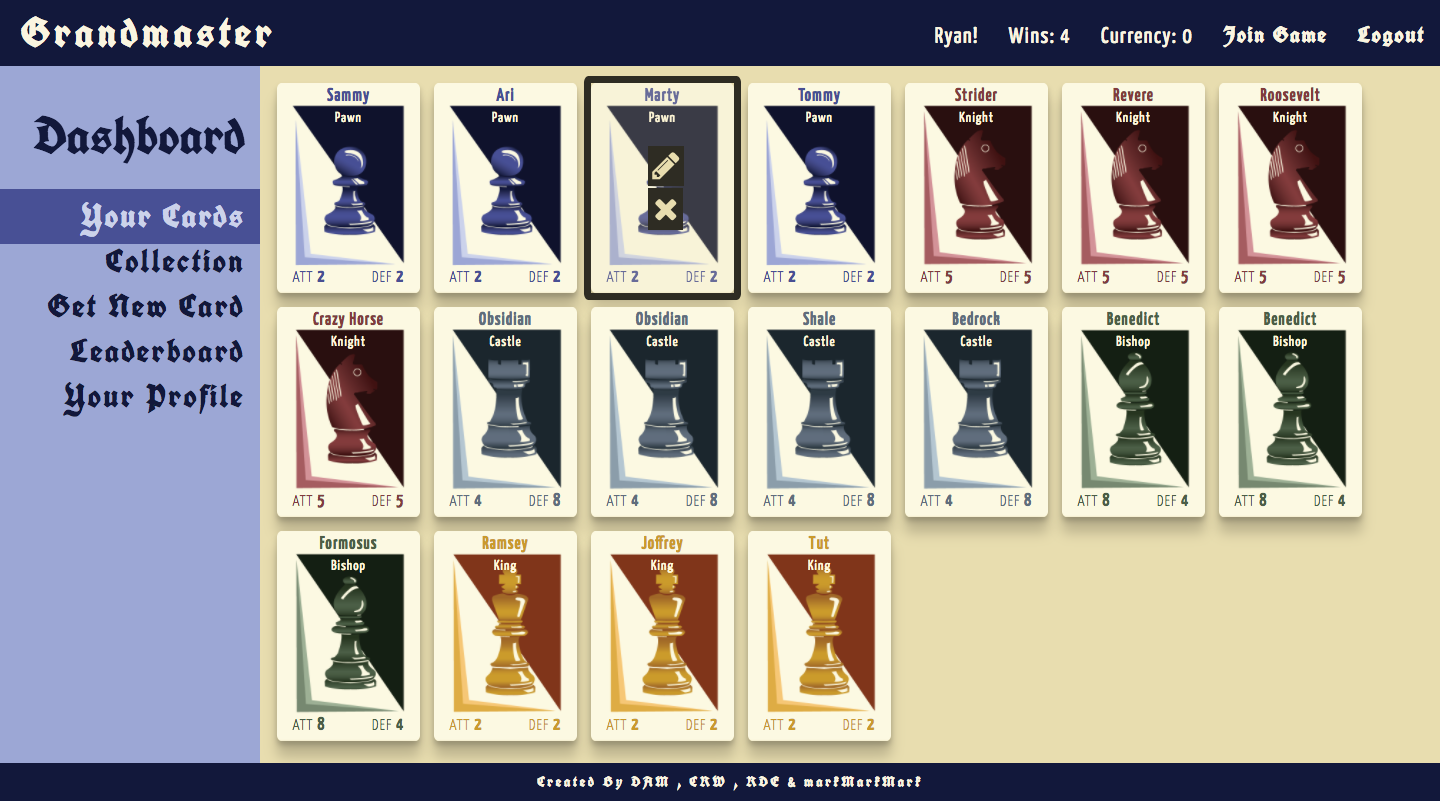 Grandmaster
Ryan! Wins: 4 Currency: 0 Join Game Logout
Dashboard
Your Cards
Collection
Get New Card
Leaderboard
Your Profile
Sammy
Pawn
ATT 2 DEF 2
Ari
Pawn
ATT 2 DEF 2
Marty
Pawn
ATT 2 DEF 2
Tommy
Pawn
ATT 2 DEF 2
Strider
Knight
ATT 5 DEF 5
Revere
Knight
ATT 5 DEF 5
Roosevelt
Knight
ATT 5 DEF 5
Crazy Horse
Knight
ATT 5 DEF 5
Obsidian
Castle
ATT 4 DEF 8
Obsidian
Castle
ATT 4 DEF 8
Shale
Castle
ATT 4 DEF 8
Bedrock
Castle
ATT 4 DEF 8
Benedict
Bishop
ATT 8 DEF 4
Benedict
Bishop
ATT 8 DEF 4
Formosus
Bishop
ATT 8 DEF 4
Ramsey
King
ATT 2 DEF 2
Joffrey
King
ATT 2 DEF 2
Tut
King
ATT 2 DEF 2
Created By DAM , CRW , RDE & markMarkMark